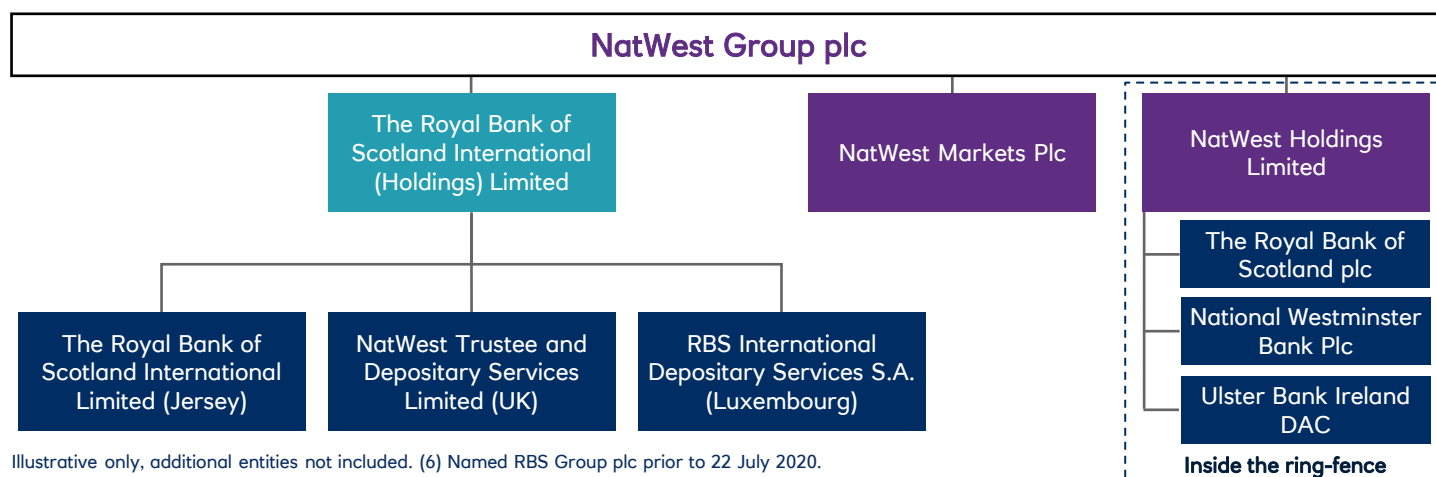 NatWest Group plc
The Royal Bank of
Scotland International
(Holdings) Limited
NatWest Markets Plc
NatWest Holdings
Limited
The Royal Bank of
Scotland International
Limited (Jersey)
NatWest Trustee and
Depositary Services
Limited (UK)
RBS International
Depositary Services S.A.
(Luxembourg)
The Royal Bank of
Scotland plc
National Westminster
Bank Plc
Ulster Bank Ireland
DAC
Inside the ring-fence
Illustrative only, additional entities not included. (6) Named RBS Group plc prior to 22 July 2020.